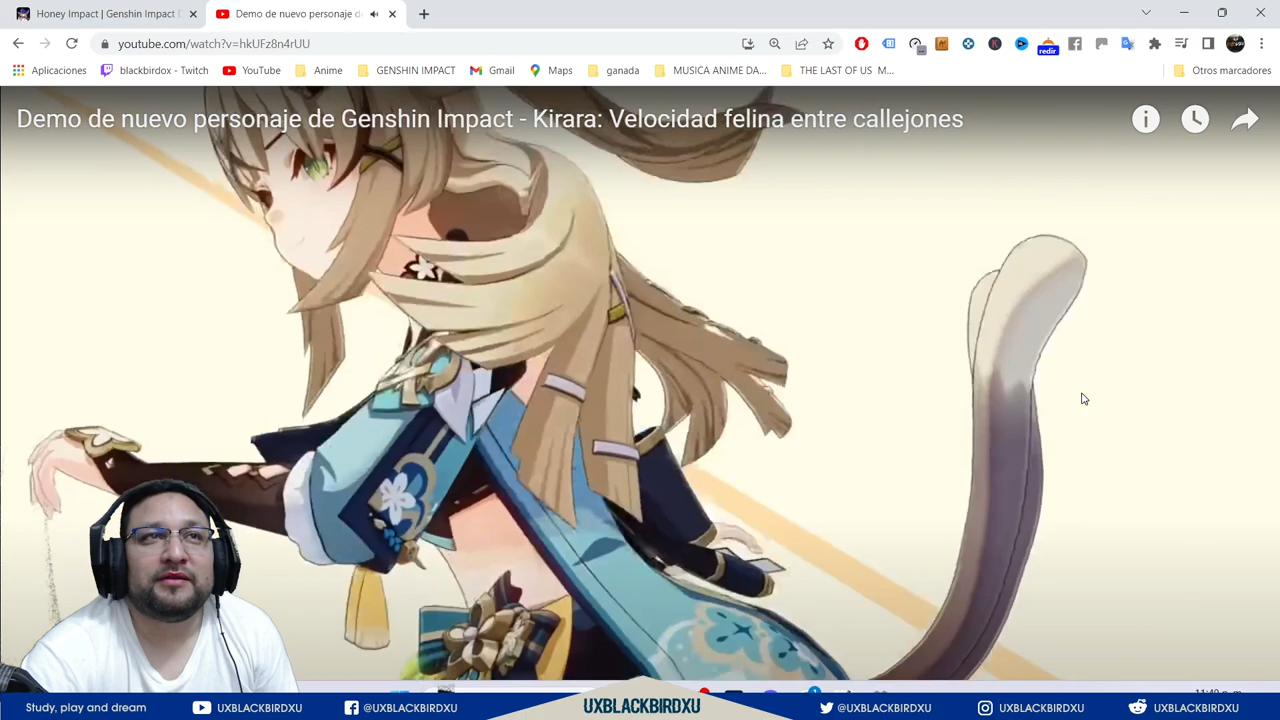 Honey Impact | Genshin Impact D
Demo de nuevo personaje de
youtube.com/watch?v=hkUFz8n4rUU
redir
Aplicaciones
blackbirdox - Twitch
YouTube
Anime
GENSHIN IMPACT
Gmail
Maps
ganada
MUSICA ANIME DA...
THE LAST OF US M...
Otros marcadores
Demo de nuevo personaje de Genshin Impact - Kirara: Velocidad felina entre callejones
Study, play and dream
UXBLACKBIRDXU
@UXBLACKBIRDXU
UXBLACKBIRDXU
@UXBLACKBIRDXU
UXBLACKBIRDXU
UXBLACKBIRDXU